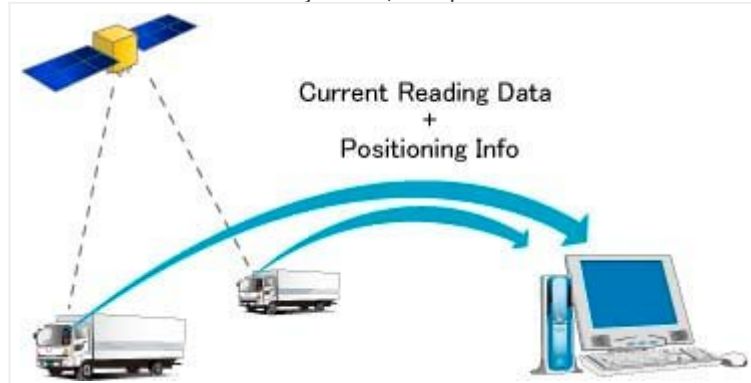 Current Reading Data
+
Positioning Info